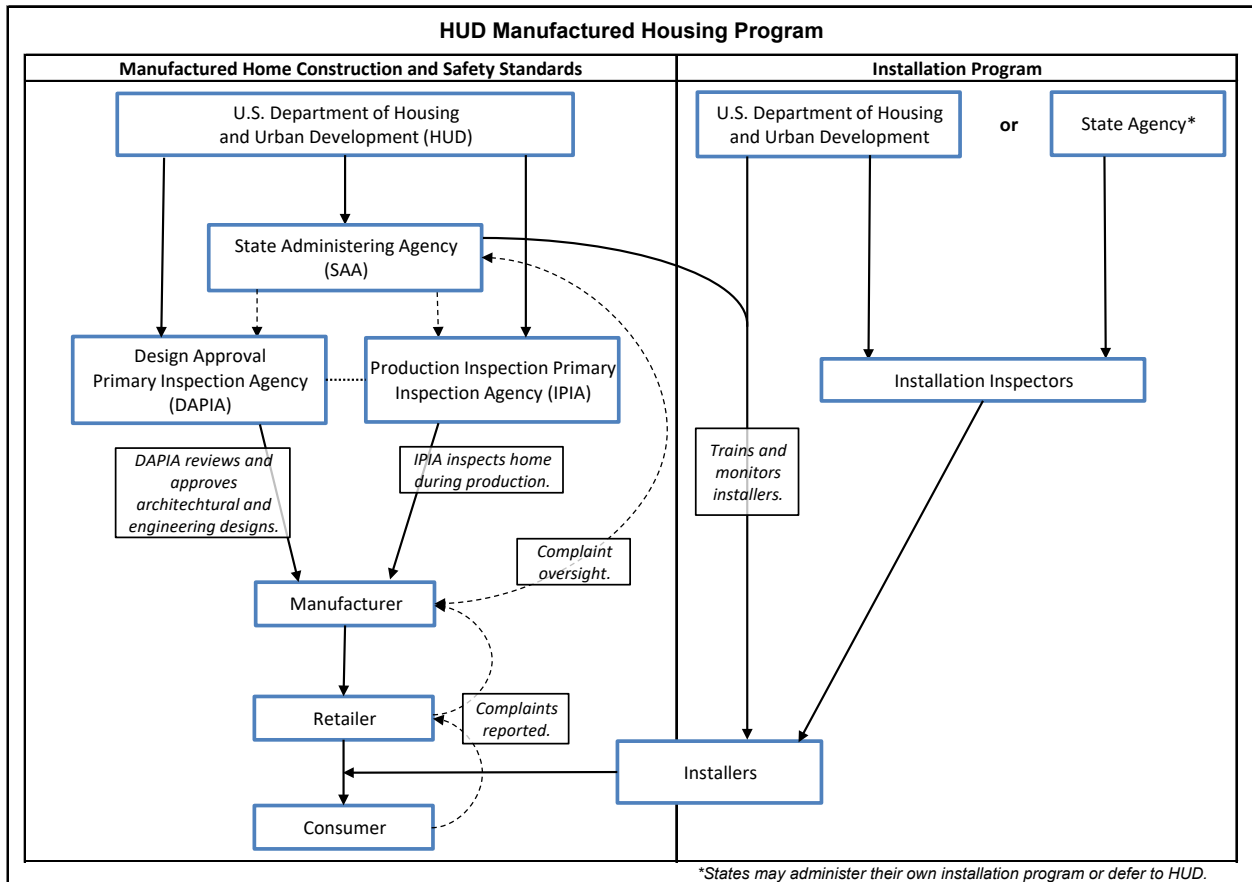 HUD Manufactured Housing Program
Manufactured Home Construction and Safety Standards
Installation Program
U.S. Department of Housing
and Urban Development (HUD)
U.S. Department of Housing
and Urban Development
or
State Agency*
State Administering Agency
(SAA)
Design Approval
Primary Inspection Agency
(DAPIA)
Production Inspection Primary
Inspection Agency (IPIA)
Installation Inspectors
DAPIA reviews and
approves
architechtural and
engineering designs.
IPIA inspects home
during production.
Trains and
monitors
installers.
Complaint
oversight.
Manufacturer
Retailer
Complaints
reported.
Installers
Consumer
*States may administer their own installation program or defer to HUD.